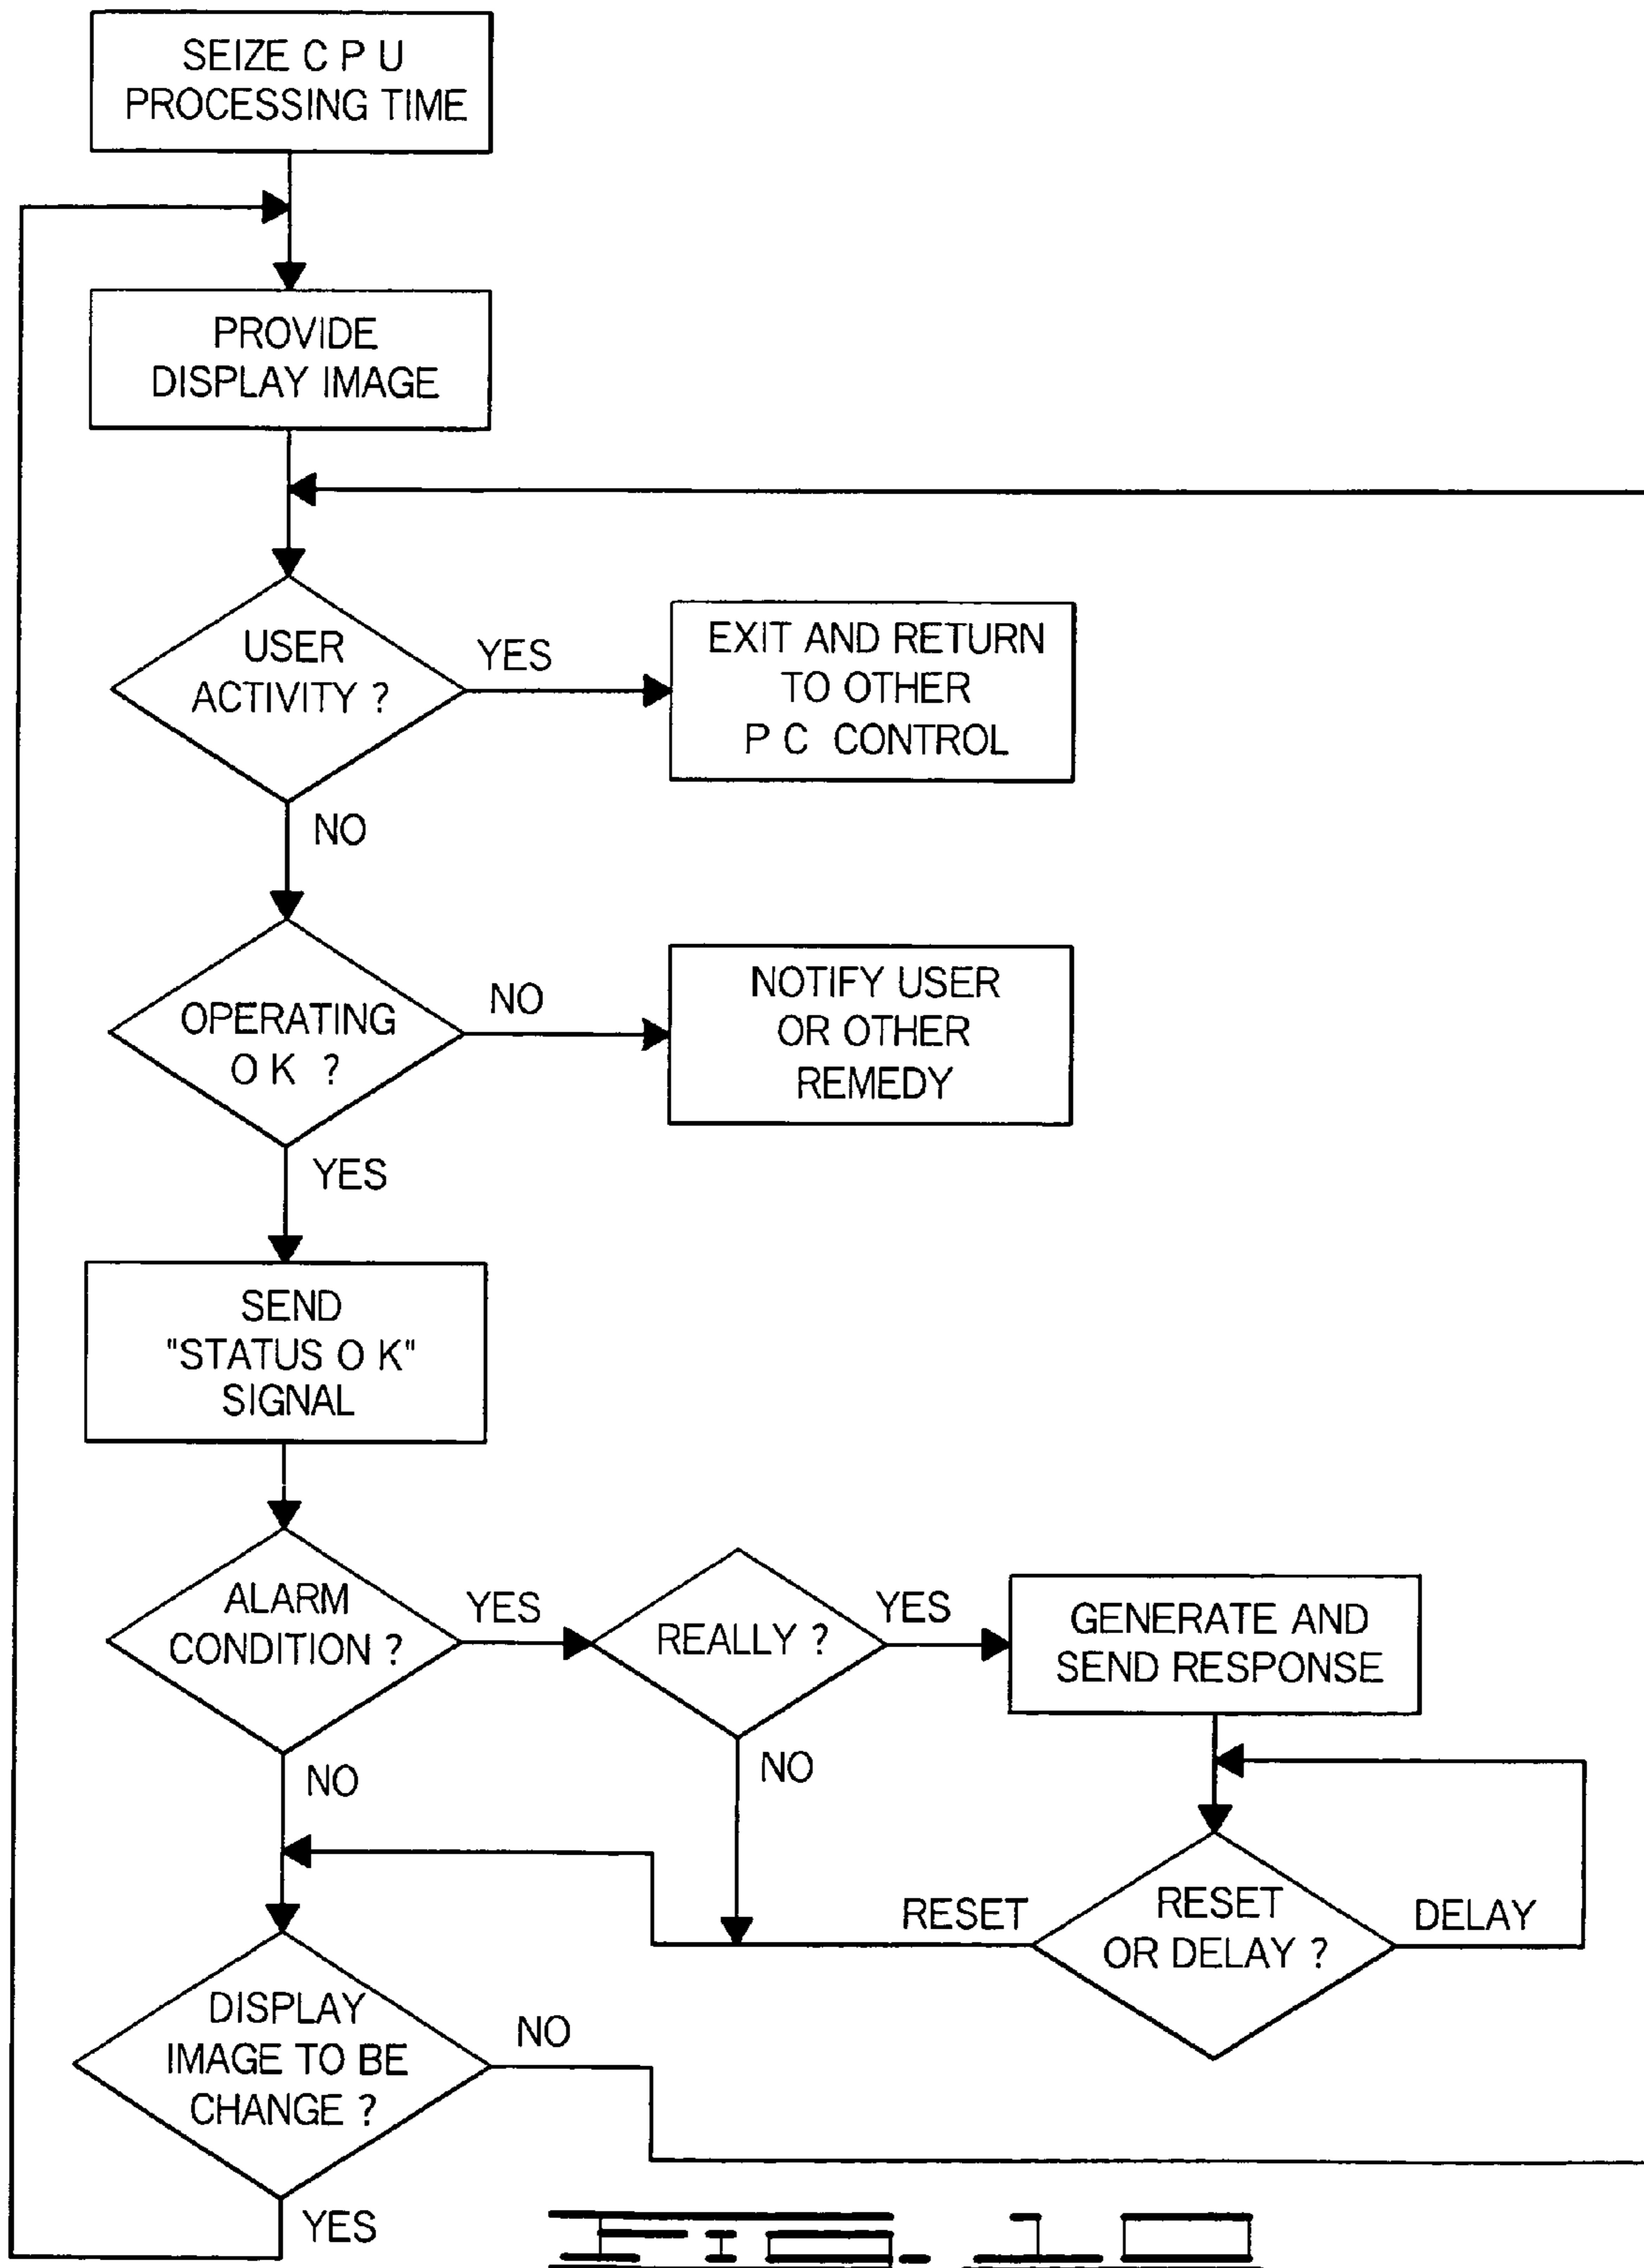 SEIZE C P U
PROCESSING TIME
PROVIDE
DISPLAY IMAGE
USER
ACTIVITY ?
YES
EXIT AND RETURN
TO OTHER
P C CONTROL
NO
OPERATING
O K ?
NO
NOTIFY USER
OR OTHER
REMEDY
YES
SEND
"STATUS O K"
SIGNAL
ALARM
CONDITION ?
YES
REALLY ?
YES
GENERATE AND
SEND RESPONSE
NO
NO
RESET
RESET
OR DELAY ?
DELAY
DISPLAY
IMAGE TO BE
CHANGE ?
NO
YES